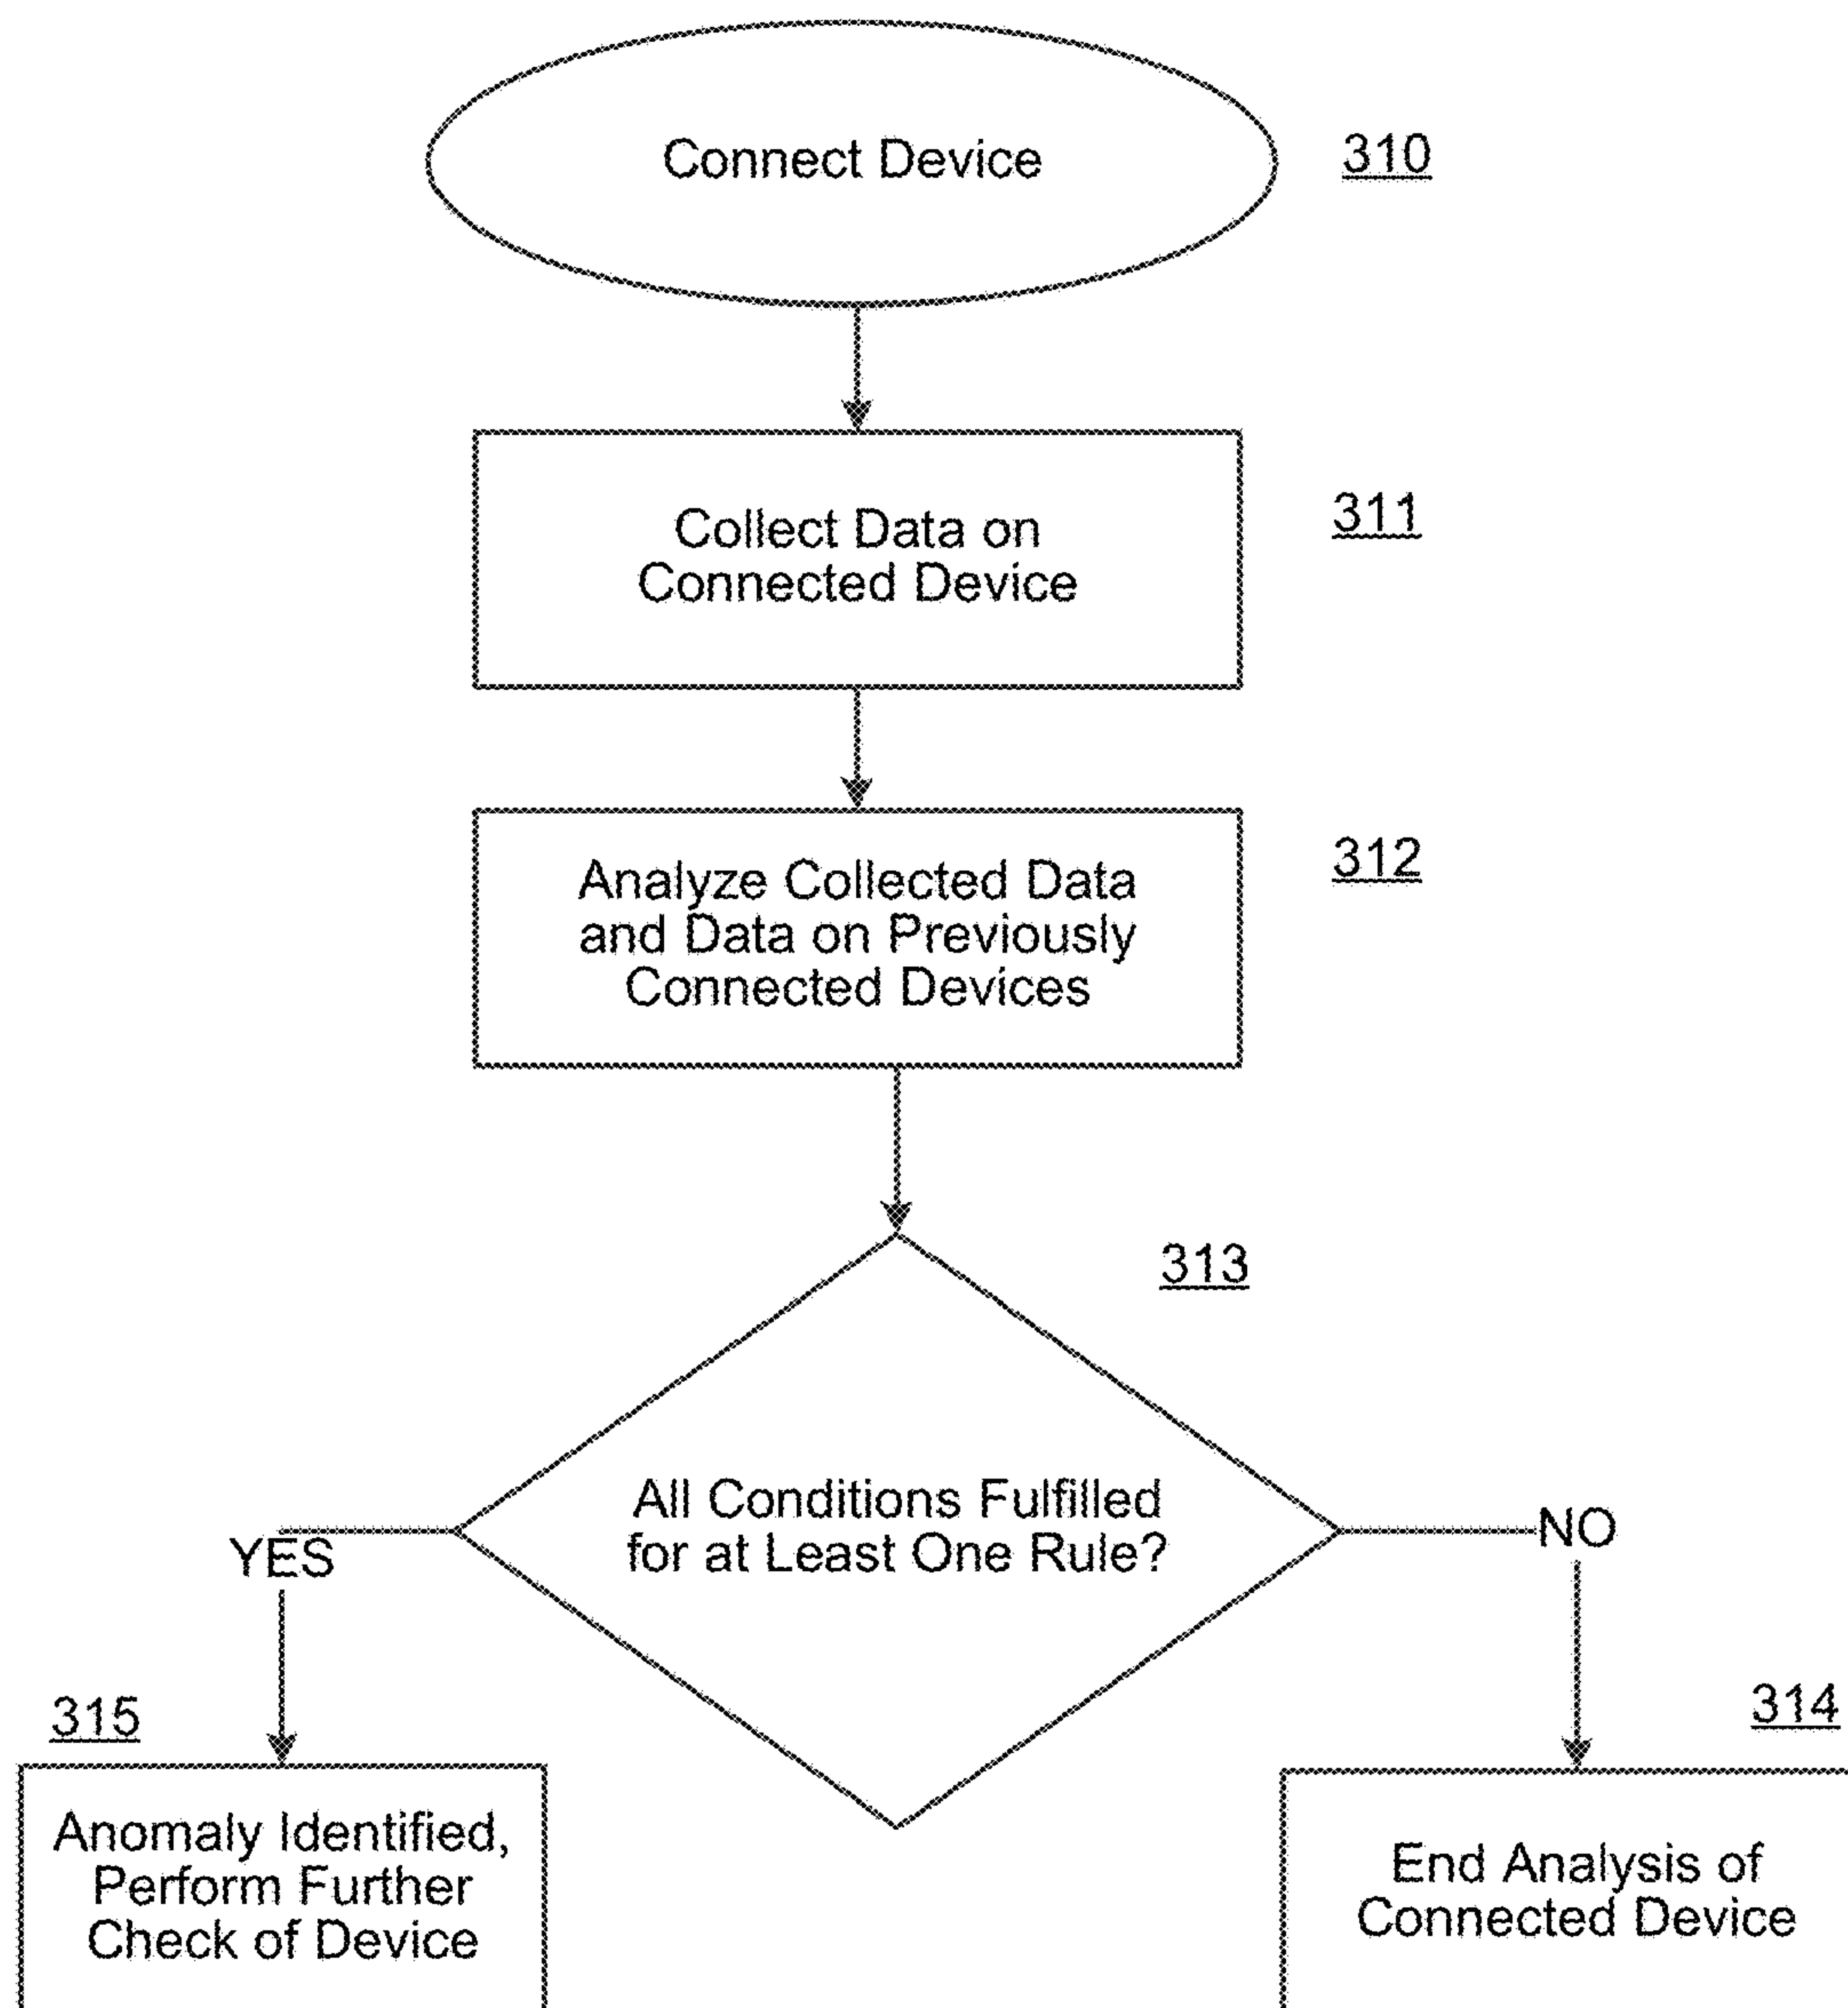 Connect Device
310
Collect Data on
Connected Device
311
Analyze Collected Data
and Data on Previously
Connected Devices
312
313
All Conditions Fulfilled
for at Least One Rule?
YES
NO
315
Anomaly Identified,
Perform Further
Check of Device
314
End Analysis of
Connected Device